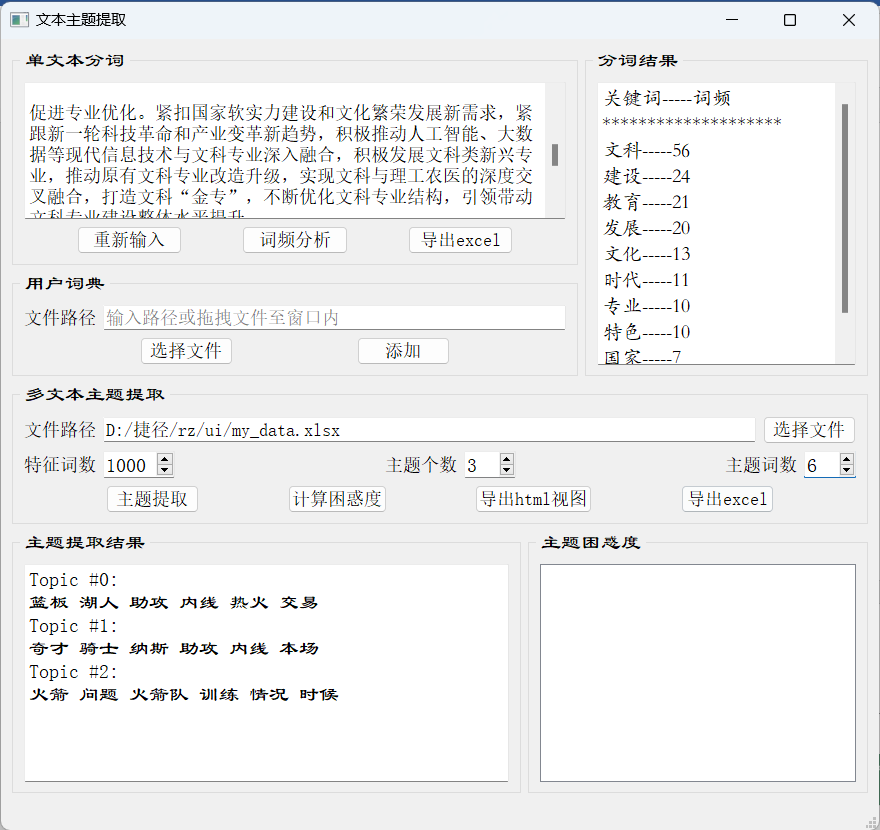 文本主题提取
单文本分词
促进专业优化。紧扣国家软实力建设和文化繁荣发展新需求，紧
跟新一轮科技革命和产业变革新趋势，积极推动人工智能、大数
据等现代信息技术与文科专业深入融合，积极发展文科类新兴专
业，推动原有文科专业改造升级，实现文科与理工农医的深度交
叉融合，打造文科“金专”，不断优化文科专业结构，引领带动
文科专业建设整体水平提升
重新输入 词频分析 导出excel
分词结果
关键词-----词频
********************
文科-----56
建设-----24
教育-----21
发展-----20
文化-----13
时代-----11
专业-----10
特色-----10
国家-----7
用户词典
文件路径 输入路径或拖拽文件至窗口内
选择文件 添加
多文本主题提取
文件路径 D:/捷径/rz/ui/my_data.xlsx 选择文件
特征词数 1000 主题个数 3 主题词数 6
主题提取 计算困惑度 导出html视图 导出excel
主题提取结果
Topic #0:
蓝板 湖人 助攻 内线 热火 交易
Topic #1:
奇才 骑士 纳斯 助攻 内线 本场
Topic #2:
火箭 问题 火箭队 训练 情况 时候
主题困惑度